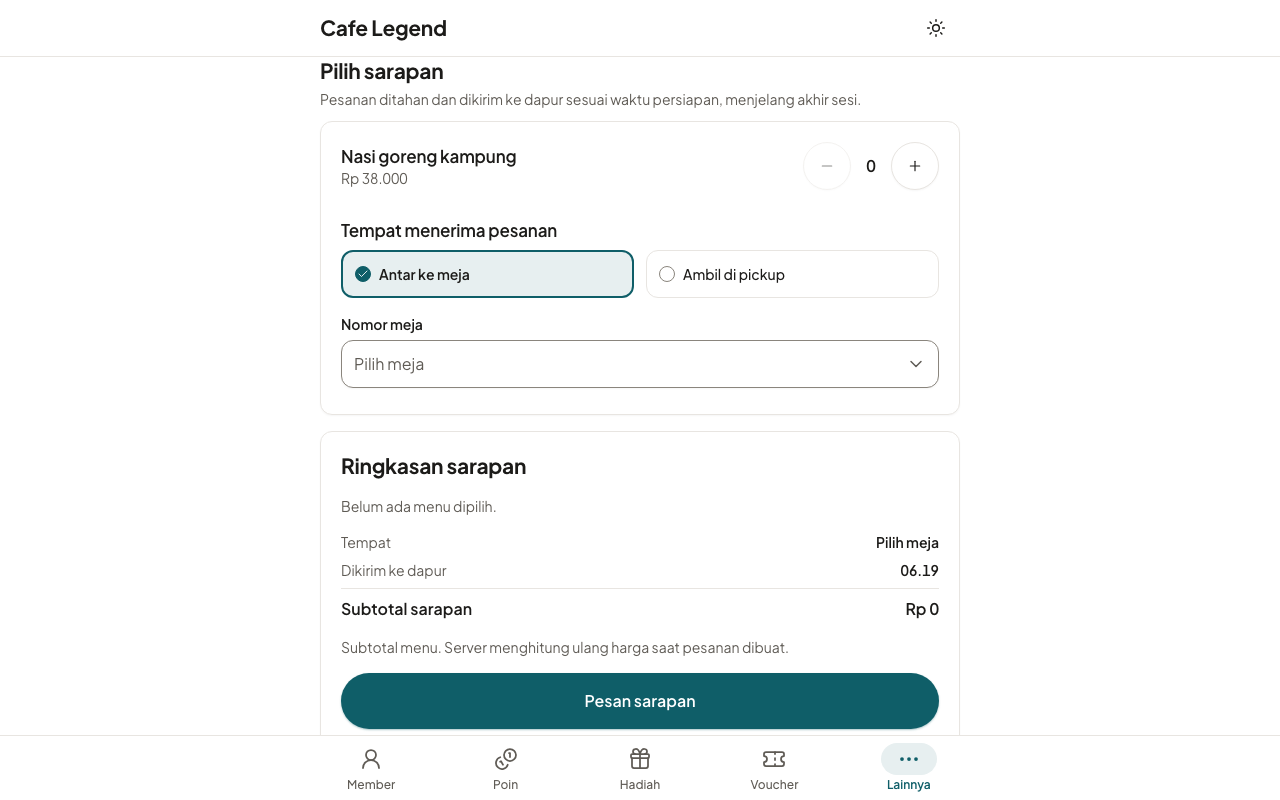 Cafe Legend
Pilih sarapan
Pesanan ditahan dan dikirim ke dapur sesuai waktu persiapan, menjelang akhir sesi.
Nasi goreng kampung
Rp 38.000
0
Tempat menerima pesanan
Antar ke meja
Ambil di pickup
Nomor meja
Pilih meja
Ringkasan sarapan
Belum ada menu dipilih.
Tempat Pilih meja
Dikirim ke dapur 06.19
Subtotal sarapan Rp 0
Subtotal menu. Server menghitung ulang harga saat pesanan dibuat.
Pesan sarapan
Member Poin Hadiah Voucher Lainnya